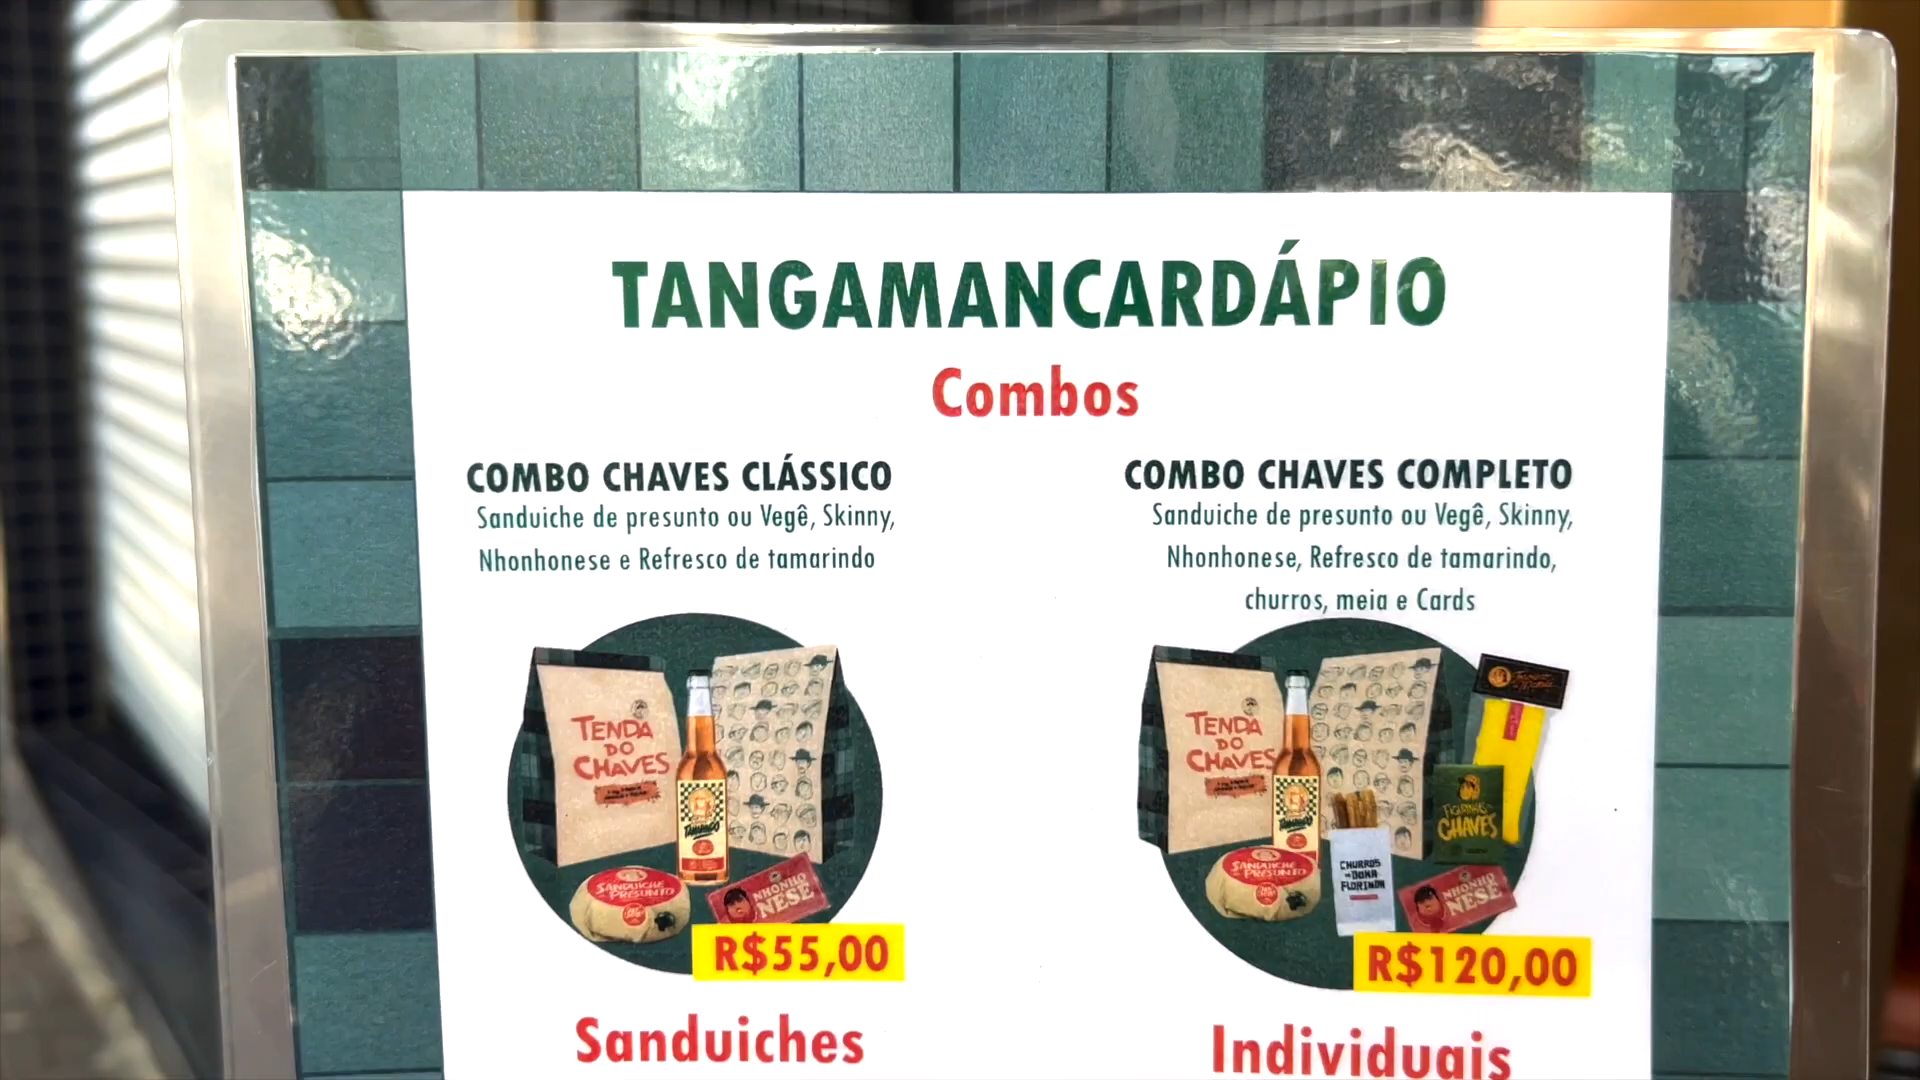 TANGAMANCARDÁPIO
Combos
COMBO CHAVES CLÁSSICO
Sanduiche de presunto ou Vegê, Skinny,
Nhonhonese e Refresco de tamarindo
TENDA
DO
CHAVES
SANDUICHE
DE PRESUNTO
NHONHO
NESE
R$55,00
COMBO CHAVES COMPLETO
Sanduiche de presunto ou Vegê, Skinny,
Nhonhonese, Refresco de tamarindo,
churros, meia e Cards
TENDA
DO
CHAVES
SANDUICHE
DE PRESUNTO
CHURROS
DA DONA
FLORINDA
CHAVES
NHONHO
NESE
R$120,00
Sanduiches
Individuais